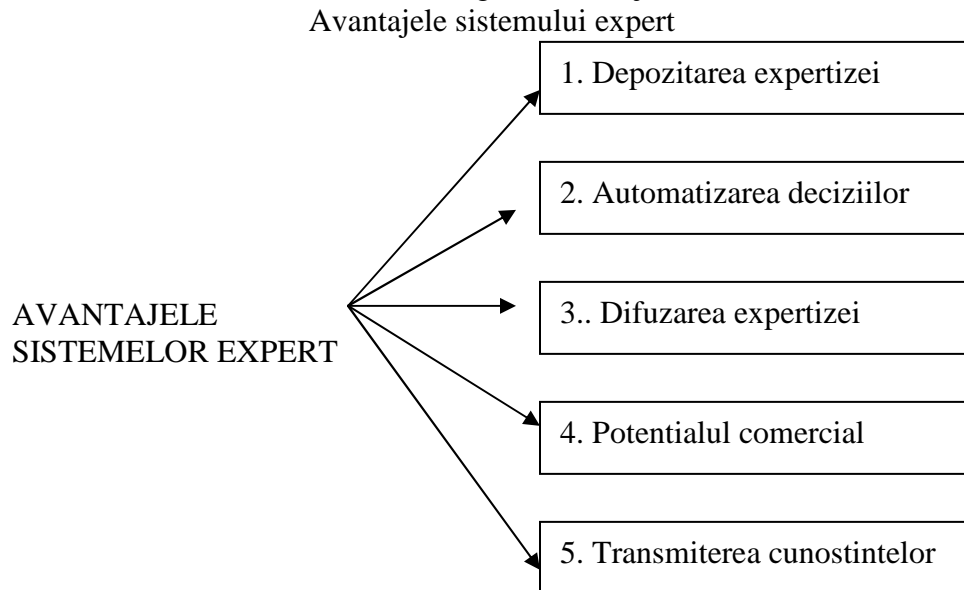 Avantajele sistemului expert
1. Depozitarea expertizei
2. Automatizarea deciziilor
AVANTAJELE
SISTEMELOR EXPERT
3.. Difuzarea expertizei
4. Potentialul comercial
5. Transmiterea cunostintelor